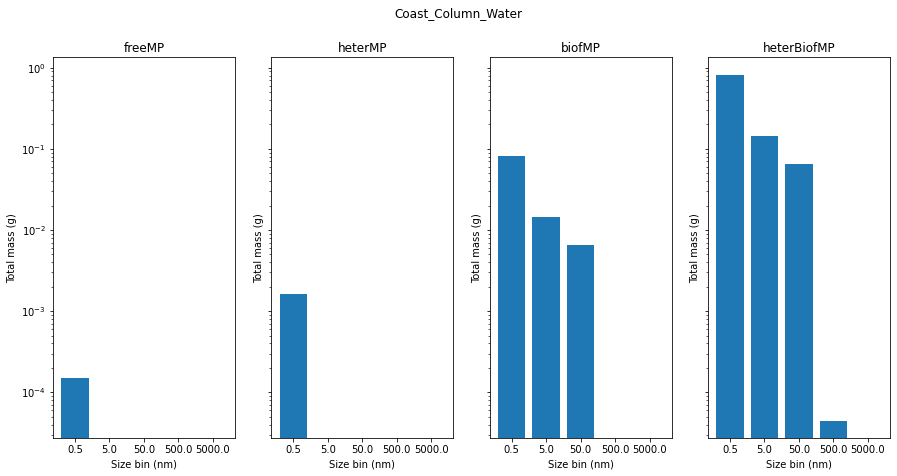 Coast_Column_Water
freeMP
heterMP
biofMP
heterBiofMP
Total mass (g)
10^0
10^-1
10^-2
10^-3
10^-4
0.5 5.0 50.0 500.0 5000.0
Size bin (nm)
Total mass (g)
0.5 5.0 50.0 500.0 5000.0
Size bin (nm)
Total mass (g)
0.5 5.0 50.0 500.0 5000.0
Size bin (nm)
Total mass (g)
0.5 5.0 50.0 500.0 5000.0
Size bin (nm)